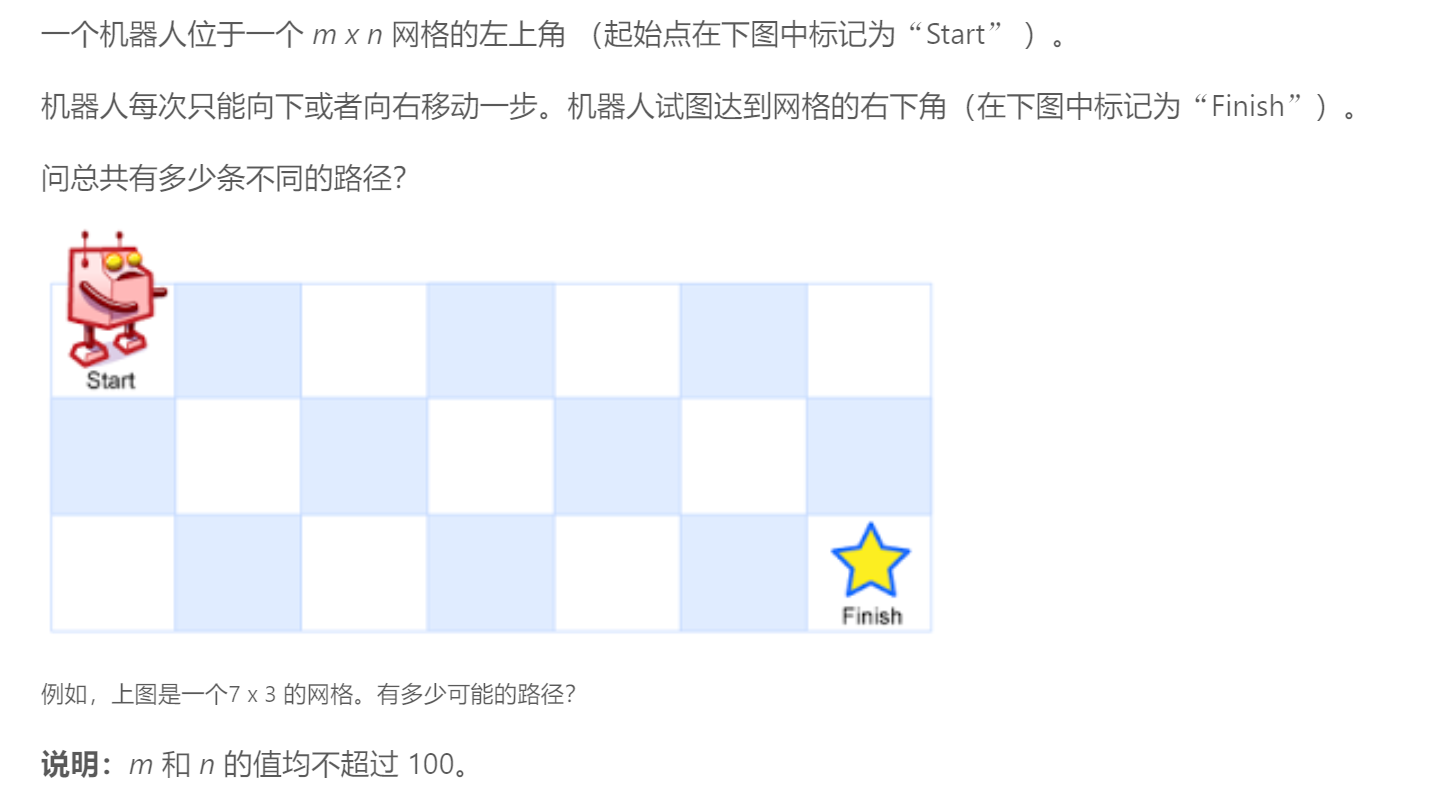 一个机器人位于一个 m x n 网格的左上角 （起始点在下图中标记为“Start” ）。
机器人每次只能向下或者向右移动一步。机器人试图达到网格的右下角（在下图中标记为“Finish”）。
问总共有多少条不同的路径？
Start
Finish
例如，上图是一个7 x 3 的网格。有多少可能的路径？
说明：m 和 n 的值均不超过 100。